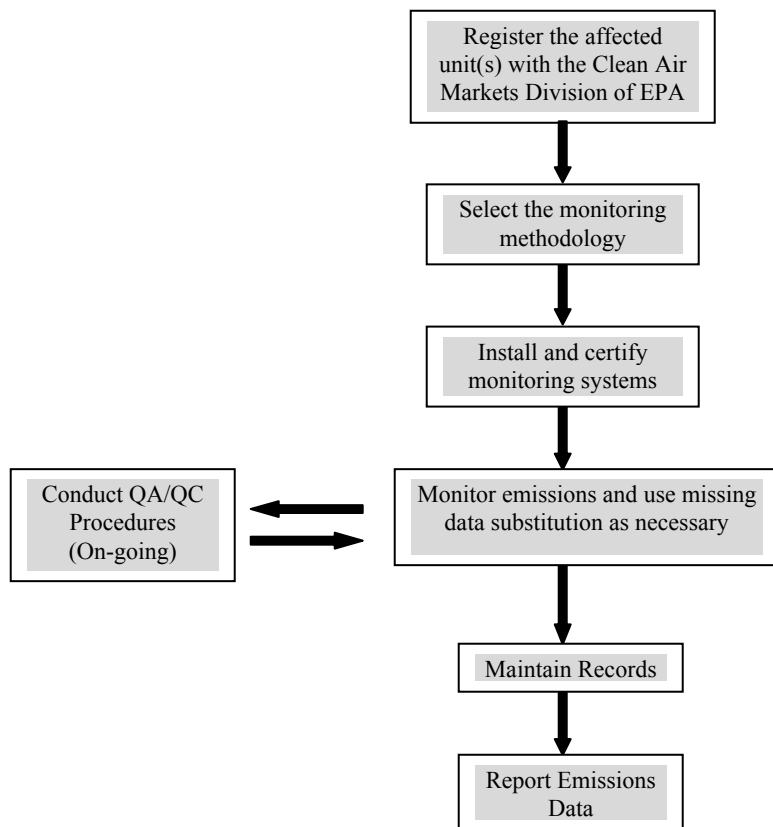 Register the affected
unit(s) with the Clean Air
Markets Division of EPA
Select the monitoring
methodology
Install and certify
monitoring systems
Conduct QA/QC
Procedures
(On-going)
Monitor emissions and use missing
data substitution as necessary
Maintain Records
Report Emissions
Data